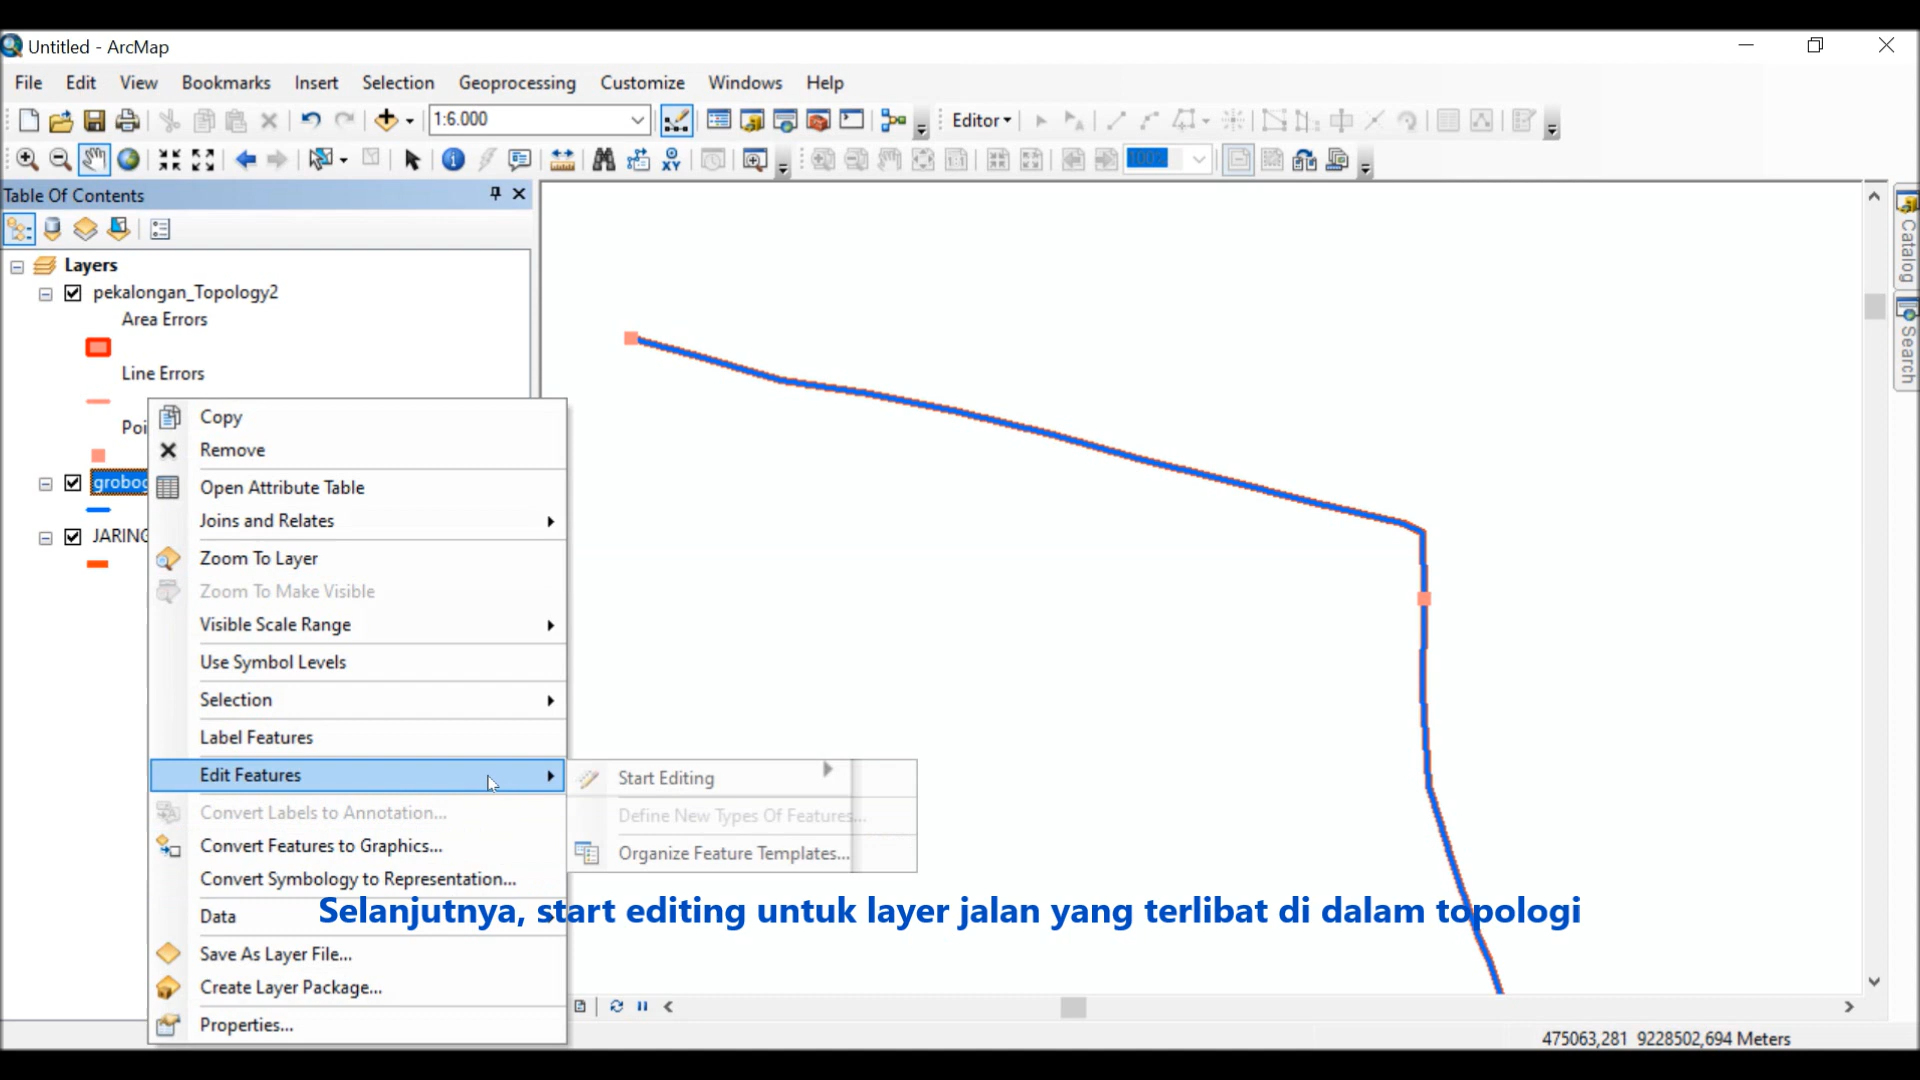 Untitled - ArcMap
File Edit View Bookmarks Insert Selection Geoprocessing Customize Windows Help
1:6.000
Editor
100%
Table Of Contents
Layers
pekalongan_Topology2
Area Errors
Line Errors
Poi
grobog
JARING
Copy
Remove
Open Attribute Table
Joins and Relates
Zoom To Layer
Zoom To Make Visible
Visible Scale Range
Use Symbol Levels
Selection
Label Features
Edit Features
Start Editing
Define New Types Of Features...
Organize Feature Templates...
Convert Labels to Annotation...
Convert Features to Graphics...
Convert Symbology to Representation...
Data
Selanjutnya, start editing untuk layer jalan yang terlibat di dalam topologi
Save As Layer File...
Create Layer Package...
Properties...
Catalog
Search
475063,281 9228502,694 Meters